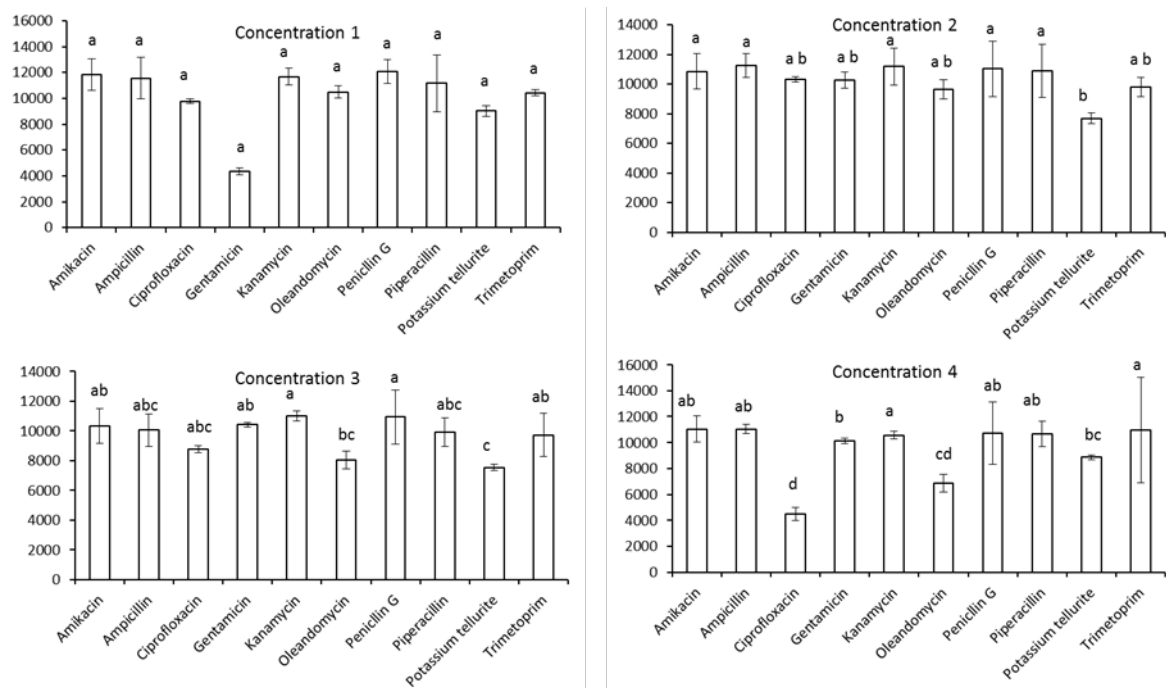 Concentration 1
16000
14000
12000
10000
8000
6000
4000
2000
0
a a a a a a a a a a
Amikacin
Ampicillin
Ciprofloxacin
Gentamicin
Kanamycin
Oleandomycin
Penicllin G
Piperacillin
Potassium tellurite
Trimetoprim
Concentration 2
14000
12000
10000
8000
6000
4000
2000
0
a a a b a b a a b a a b a b
Amikacin
Ampicillin
Ciprofloxacin
Gentamicin
Kanamycin
Oleandomycin
Penicllin G
Piperacillin
Potassium tellurite
Trimetoprim
Concentration 3
14000
12000
10000
8000
6000
4000
2000
0
ab abc abc ab a bc a abc c ab
Amikacin
Ampicillin
Ciprofloxacin
Gentamicin
Kanamycin
Oleandomycin
Penicllin G
Piperacillin
Potassium tellurite
Trimetoprim
Concentration 4
16000
14000
12000
10000
8000
6000
4000
2000
0
ab ab d b a cd ab ab bc a
Amikacin
Ampicillin
Ciprofloxacin
Gentamicin
Kanamycin
Oleandomycin
Penicllin G
Piperacillin
Potassium tellurite
Trimetoprim